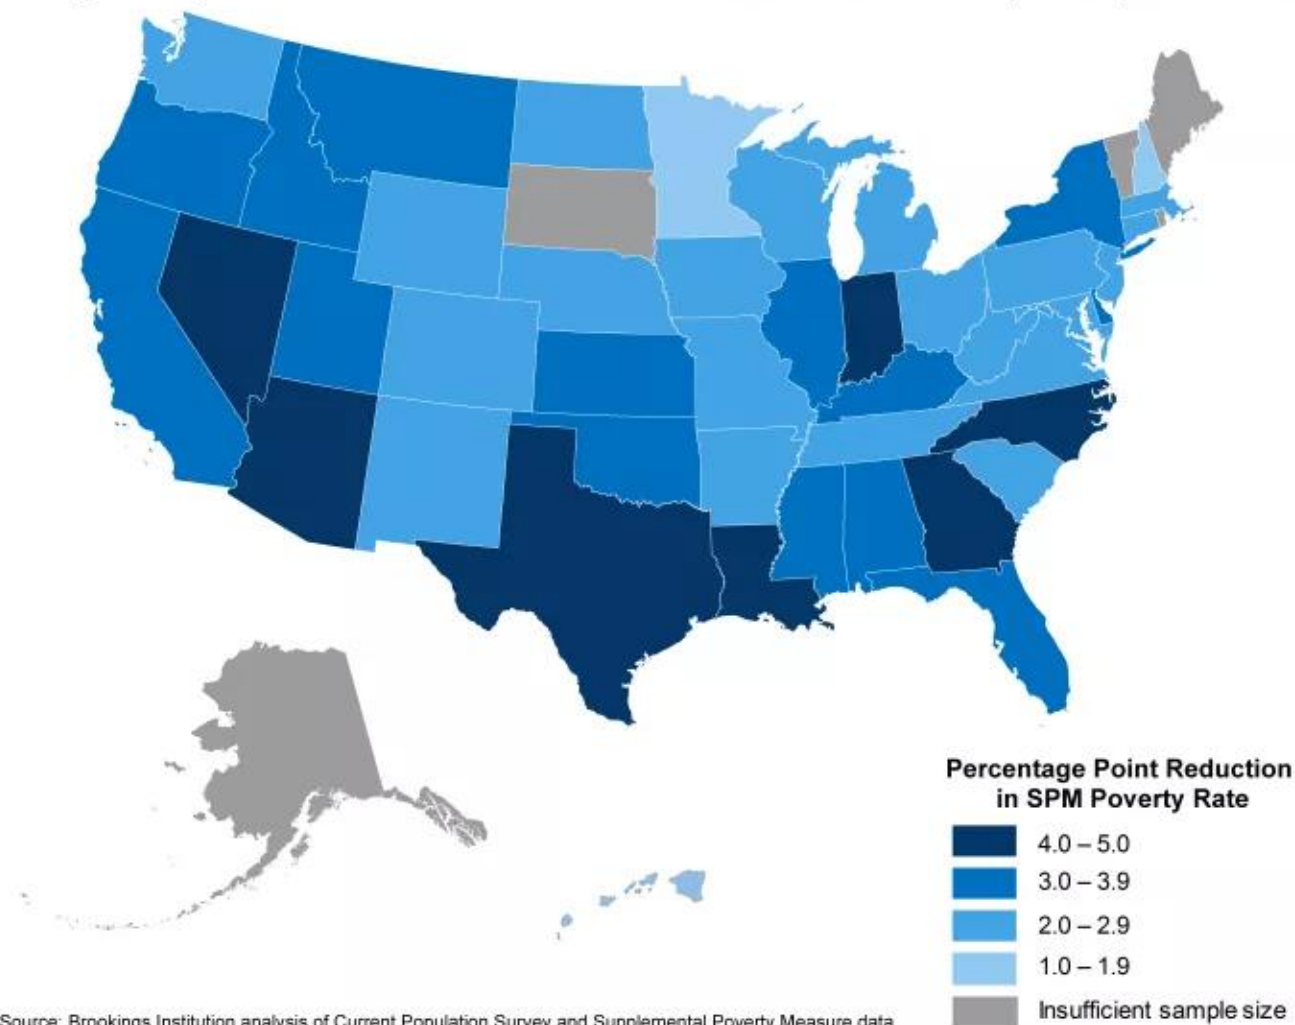 Percentage Point Reduction
in SPM Poverty Rate
4.0 – 5.0
3.0 – 3.9
2.0 – 2.9
1.0 – 1.9
Insufficient sample size
Source: Brookings Institution analysis of Current Population Survey and Supplemental Poverty Measure data